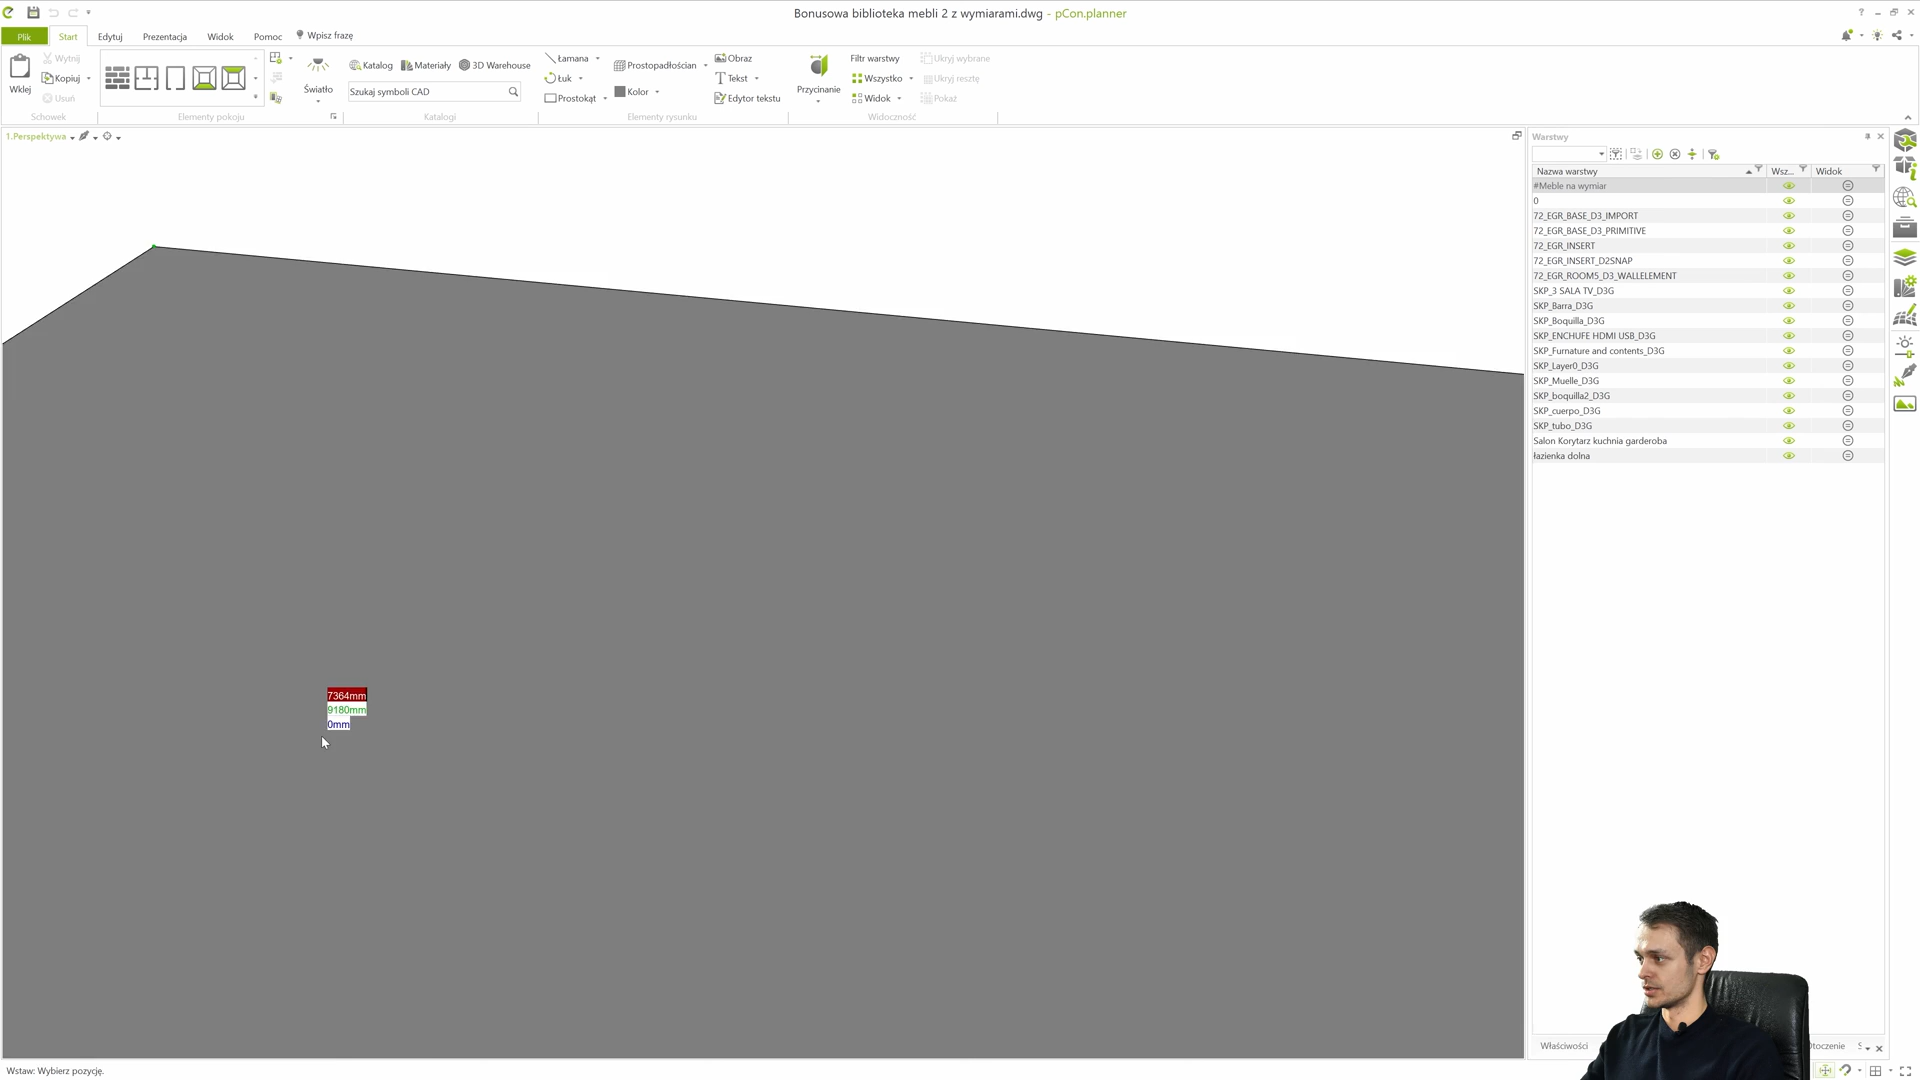 Bonusowa biblioteka mebli 2 z wymiarami.dwg - pCon.planner
Plik
Start
Edytuj
Prezentacja
Widok
Pomoc
Wpisz frazę
Wklej
Wytnij
Kopiuj
Usuń
Schowek
Elementy pokoju
Światło
Katalog
Materiały
3D Warehouse
Szukaj symboli CAD
Katalogi
Łamana
Łuk
Prostokąt
Prostopadłościan
Kolor
Obraz
Tekst
Edytor tekstu
Elementy rysunku
Przycinanie
Filtr warstwy
Wszystko
Widok
Ukryj wybrane
Ukryj resztę
Pokaż
Widoczność
1.Perspektywa
7364mm
9180mm
0mm
Warstwy
Nazwa warstwy
Wsz...
Widok
#Meble na wymiar
0
72_EGR_BASE_D3_IMPORT
72_EGR_BASE_D3_PRIMITIVE
72_EGR_INSERT
72_EGR_INSERT_D2SNAP
72_EGR_ROOM5_D3_WALLELEMENT
SKP_3 SALA TV_D3G
SKP_Barra_D3G
SKP_Boquilla_D3G
SKP_ENCHUFE HDMI USB_D3G
SKP_Furnature and contents_D3G
SKP_Layer0_D3G
SKP_Muelle_D3G
SKP_boquilla2_D3G
SKP_cuerpo_D3G
SKP_tubo_D3G
Salon Korytarz kuchnia garderoba
łazienka dolna
Właściwości
Otoczenie
Wstaw: Wybierz pozycję.